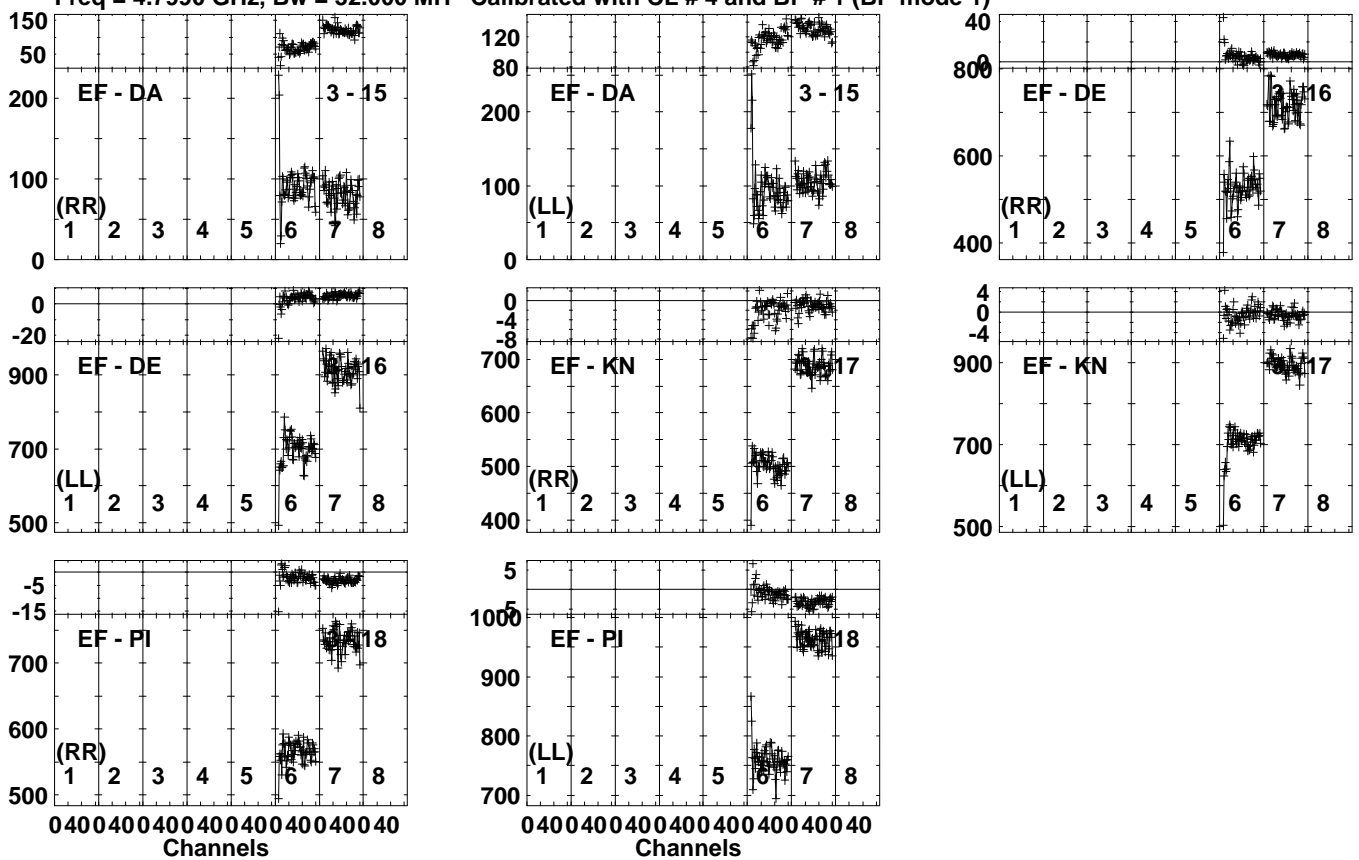 Freq = 4.7990 GHz, Bw = 32.000 MH Calibrated with CL # 4 and BP # 1 (BP mode 1)
150
50
200
100
0
EF - DA 3 - 15
(RR)
1 2 3 4 5 6 7 8
120
80
200
100
0
EF - DA 3 - 15
(LL)
1 2 3 4 5 6 7 8
40
0
800
600
400
EF - DE 16
(RR)
1 2 3 4 5 6 7 8
0
-20
900
700
500
EF - DE 16
(LL)
1 2 3 4 5 6 7 8
0
-4
-8
700
600
500
400
EF - KN 17
(RR)
1 2 3 4 5 6 7 8
4
0
-4
900
700
500
EF - KN 17
(LL)
1 2 3 4 5 6 7 8
-5
-15
700
600
500
EF - PI 18
(RR)
1 2 3 4 5 6 7 8
0 40 0 40 0 40 0 40 0 40 0 40 0 40 0 40
Channels
5
-5
1000
900
800
700
EF - PI 18
(LL)
1 2 3 4 5 6 7 8
0 40 0 40 0 40 0 40 0 40 0 40 0 40 0 40
Channels